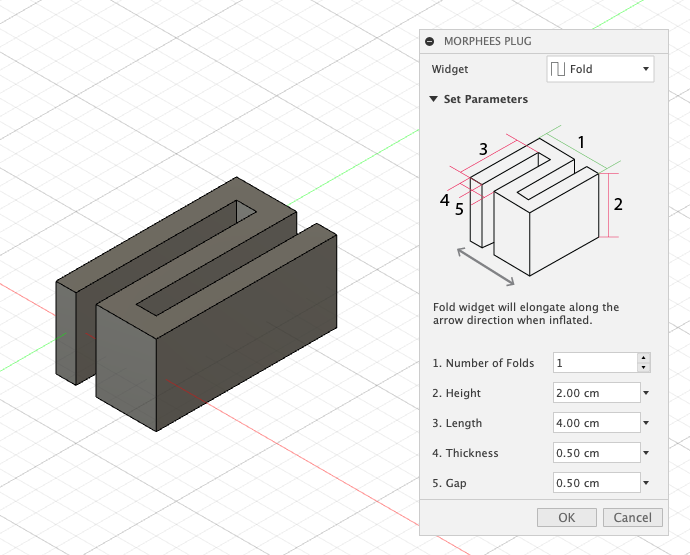 MORPHEES PLUG
Widget
Fold
Set Parameters
3
1
4
5
2
Fold widget will elongate along the
arrow direction when inflated.
1. Number of Folds
1
2. Height
2.00 cm
3. Length
4.00 cm
4. Thickness
0.50 cm
5. Gap
0.50 cm
OK
Cancel